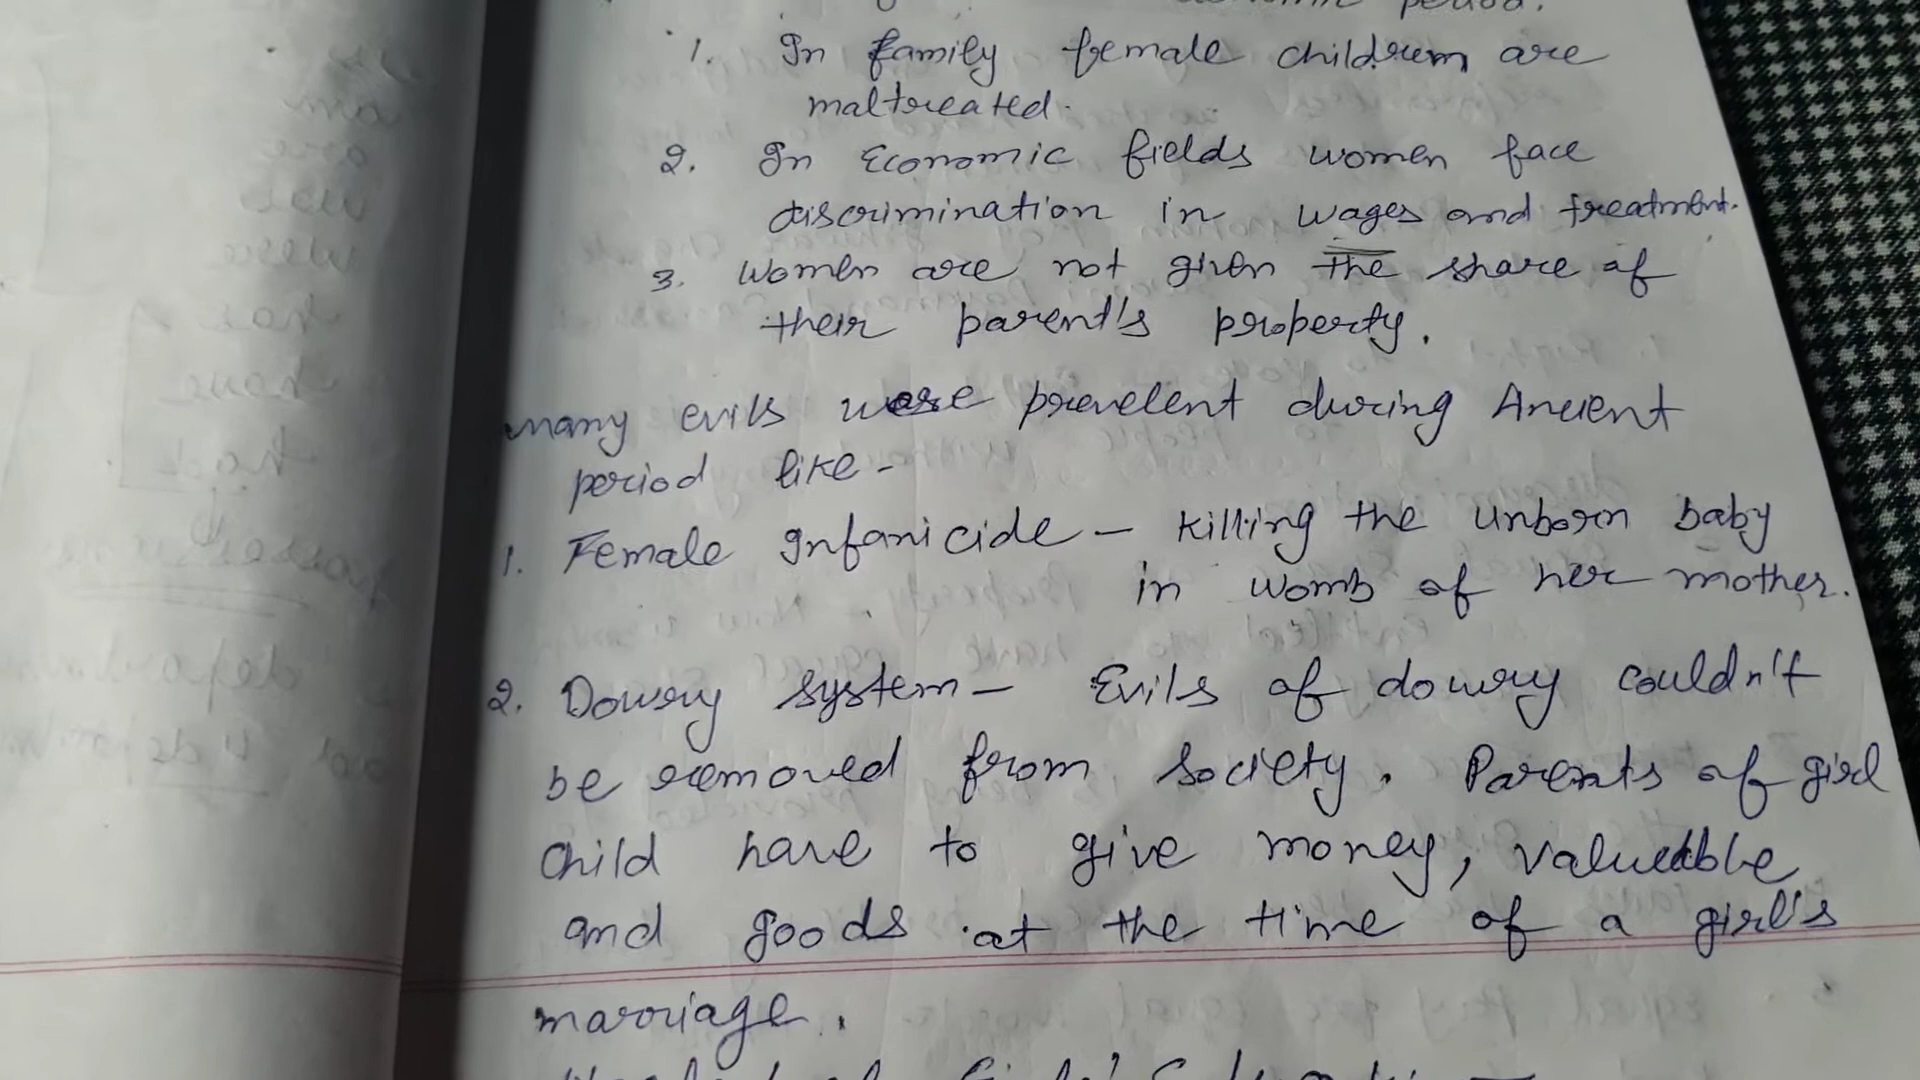 period.
1. In family female children are
maltreated.
2. In Economic fields women face
discrimination in wages and treatment.
3. Women are not given the share of
their parent's property.
many evils were prevelent during Ancient
period like -
1. Female Infanicide - Killing the unborn baby
in womb of her mother.
2. Dowry system - Evils of dowry couldn't
be removed from society. Parents of girl
child have to give money, valueable
and goods at the time of a girl's
marriage.